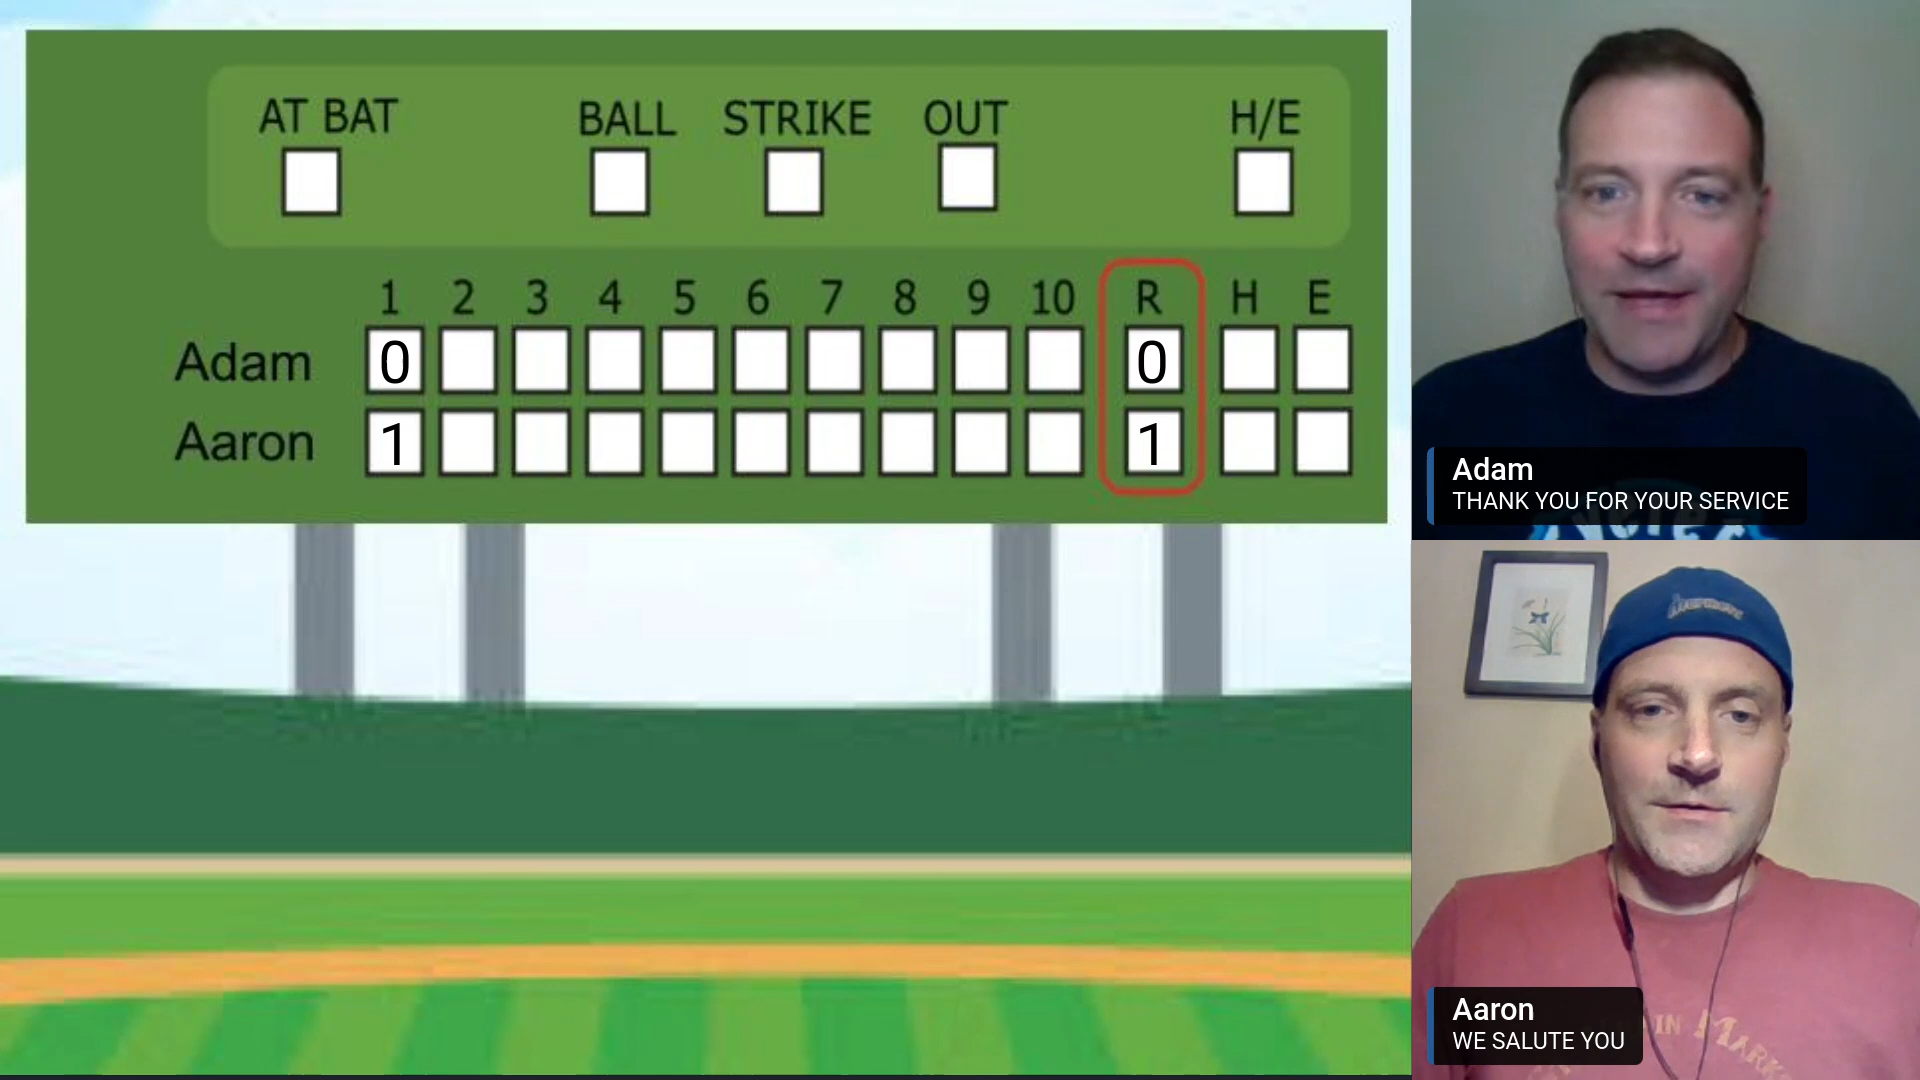 AT BAT BALL STRIKE OUT H/E
1 2 3 4 5 6 7 8 9 10 R H E
Adam 0 0
Aaron 1 1
Adam
THANK YOU FOR YOUR SERVICE
Aaron
WE SALUTE YOU
IN